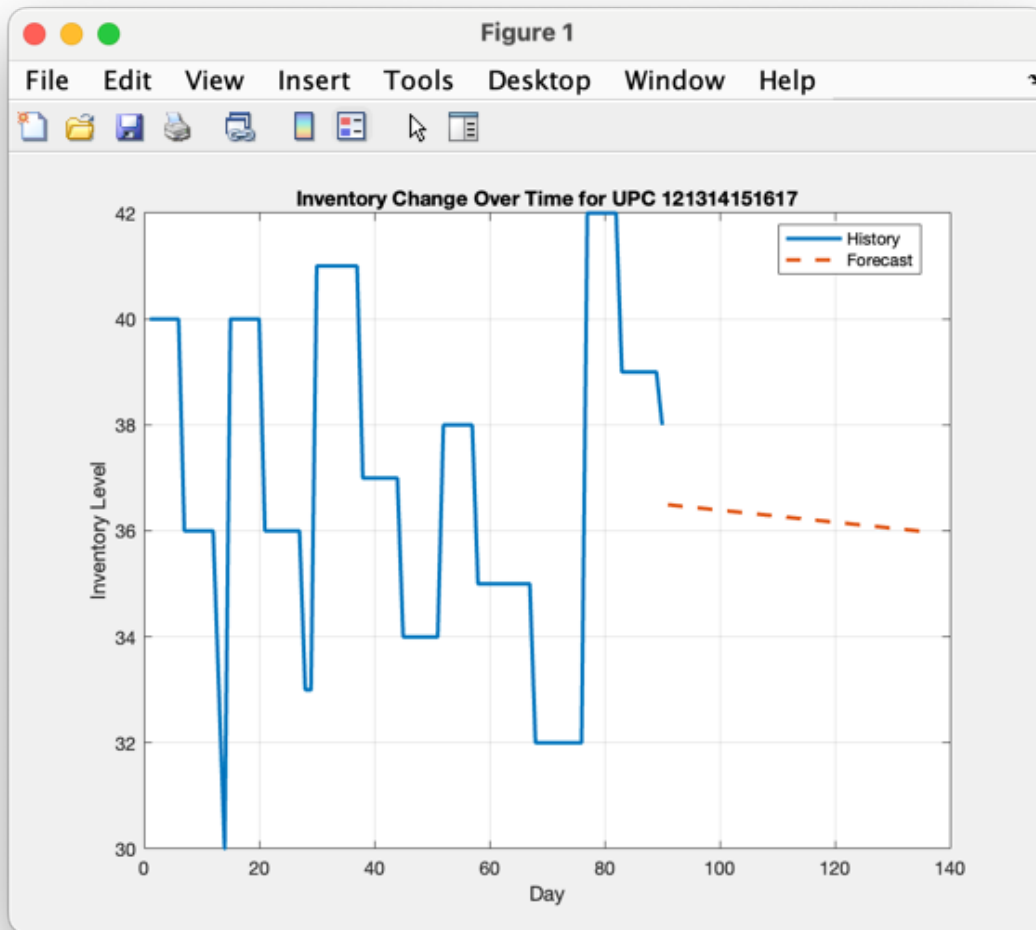 Figure 1
File Edit View Insert Tools Desktop Window Help
Inventory Change Over Time for UPC 121314151617
History
Forecast
42
40
38
36
34
32
30
Inventory Level
0 20 40 60 80 100 120 140
Day